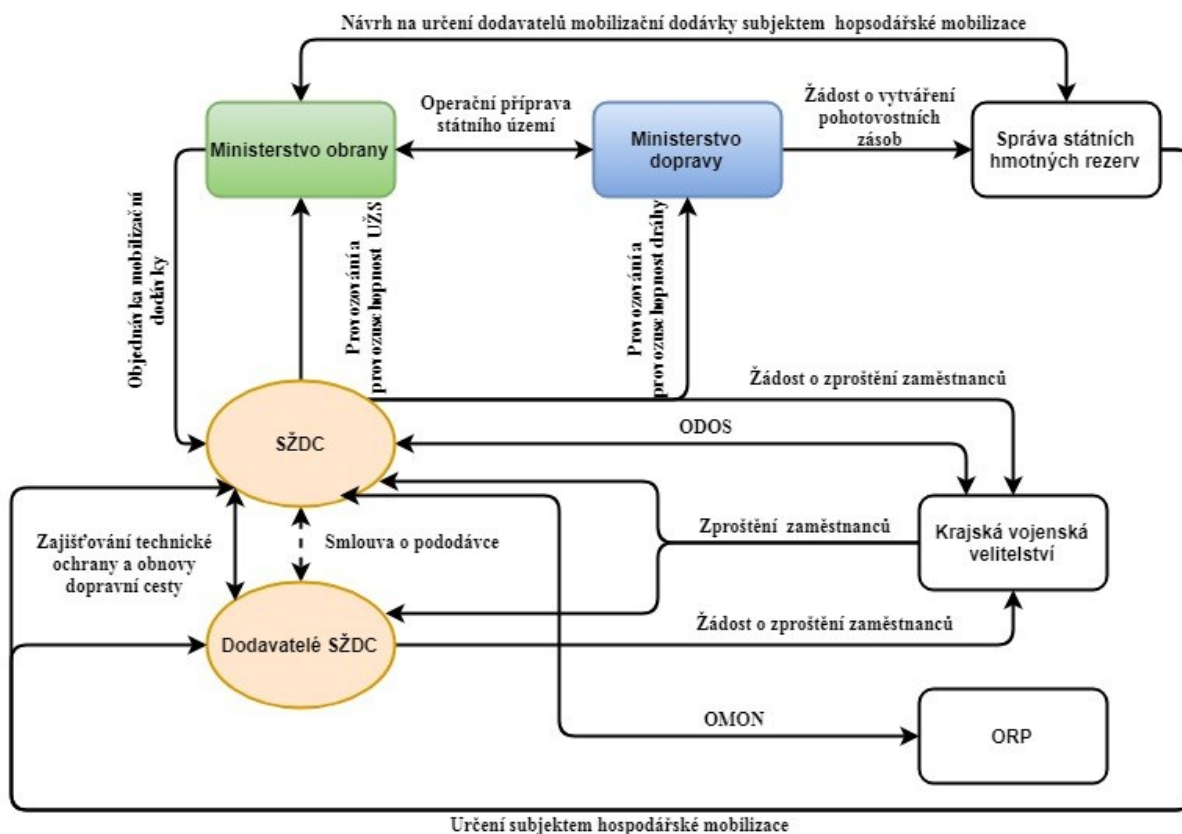 Návrh na určení dodavatelů mobilizační dodávky subjektem hopsodářské mobilizace
Ministerstvo obrany
Operační příprava
státního území
Ministerstvo
dopravy
Žádost o vytváření
pohotovostních
zásob
Správa státních
hmotných rezerv
Objednávka mobilizační
dodávky
Provozování a
provozuschopnost UŽS
Provozování a
provozuschopnost dráhy
Žádost o zproštění zaměstnanců
SŽDC
ODOS
Zajišťování technické
ochrany a obnovy
dopravní cesty
Smlouva o pododávce
Zproštění zaměstnanců
Krajská vojenská
velitelství
Dodavatelé SŽDC
Žádost o zproštění zaměstnanců
OMON
ORP
Určení subjektem hospodářské mobilizace